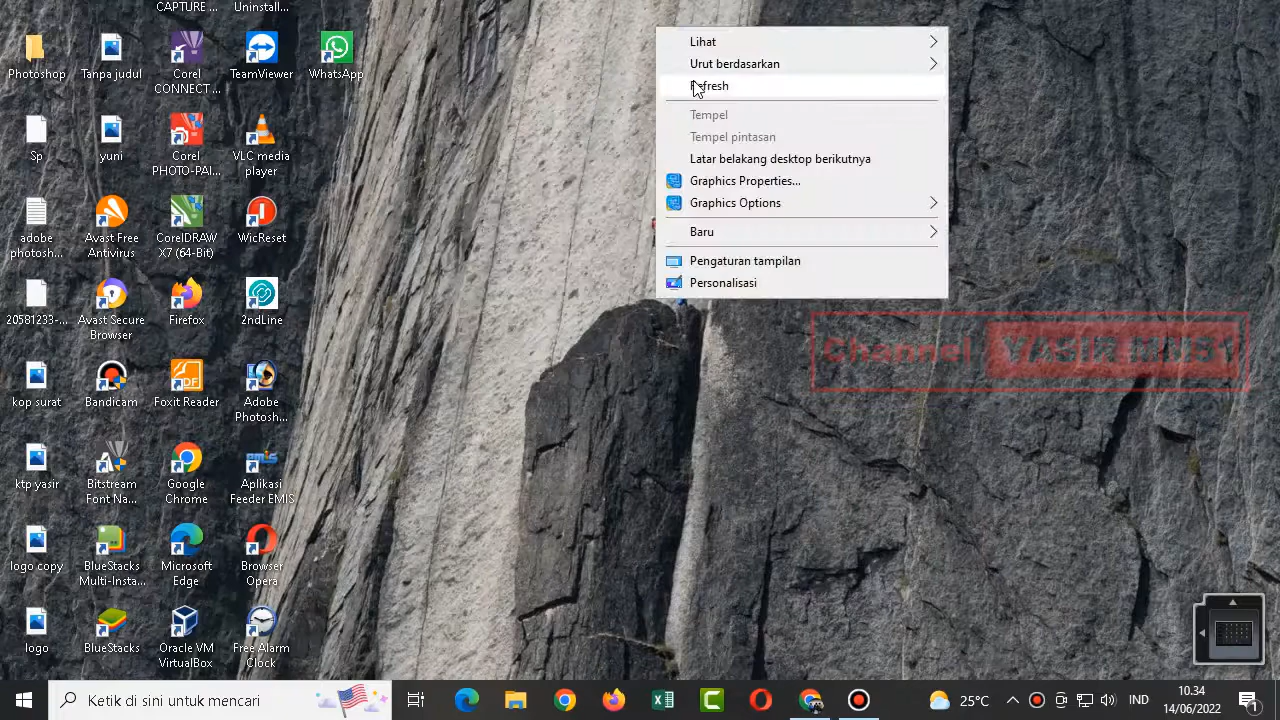 CAPTURE ...
Uninstall...
Photoshop
Tanpa judul
Corel
CONNECT ...
TeamViewer
WhatsApp
Sp
yuni
Corel
PHOTO-PAI...
VLC media
player
adobe
photosh...
Avast Free
Antivirus
CorelDRAW
X7 (64-Bit)
WicReset
20581233-...
Avast Secure
Browser
Firefox
2ndLine
kop surat
Bandicam
Foxit Reader
Adobe
Photosh...
ktp yasir
Bitstream
Font Na...
Google
Chrome
Aplikasi
Feeder EMIS
logo copy
BlueStacks
Multi-Insta...
Microsoft
Edge
Browser
Opera
logo
BlueStacks
Oracle VM
VirtualBox
Free Alarm
Clock
Lihat
Urut berdasarkan
Refresh
Tempel
Tempel pintasan
Latar belakang desktop berikutnya
Graphics Properties...
Graphics Options
Baru
Pengaturan tampilan
Personalisasi
Channel YASIR
Ketik di sini untuk mencari
25°C
IND
10.34
14/06/2022
1